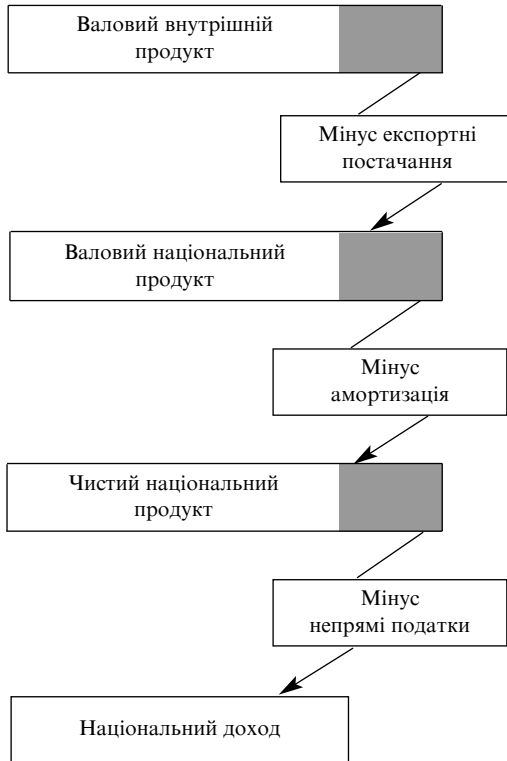 Валовий внутрішній
продукт
Мінус експортні
постачання
Валовий національний
продукт
Мінус
амортизація
Чистий національний
продукт
Мінус
непрямі податки
Національний доход